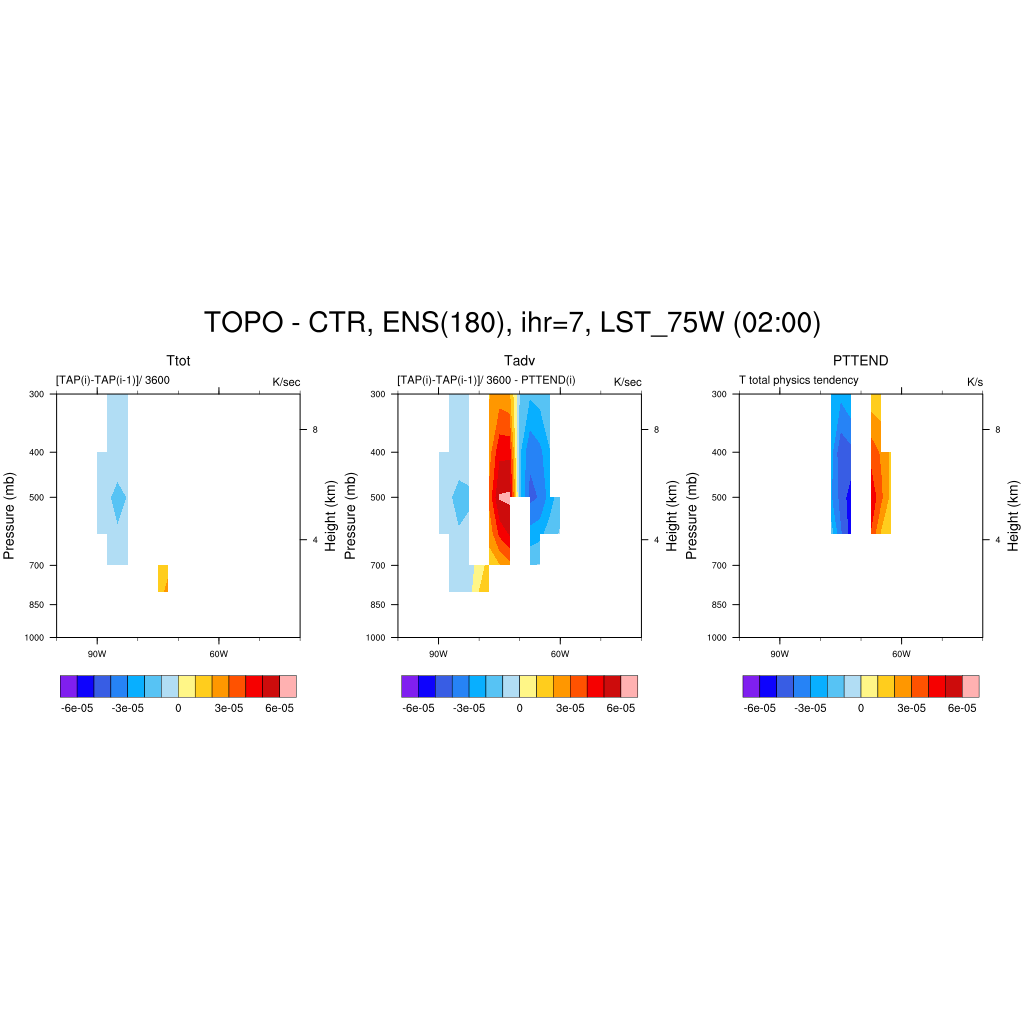 TOPO - CTR, ENS(180), ihr=7, LST_75W (02:00)
Ttot
[TAP(i)-TAP(i-1)]/ 3600 K/sec
Pressure (mb)
300
400
500
700
850
1000
8
4
Height (km)
90W 60W
-6e-05 -3e-05 0 3e-05 6e-05
Tadv
[TAP(i)-TAP(i-1)]/ 3600 - PTTEND(i) K/sec
Pressure (mb)
300
400
500
700
850
1000
8
4
Height (km)
90W 60W
-6e-05 -3e-05 0 3e-05 6e-05
PTTEND
T total physics tendency K/s
Pressure (mb)
300
400
500
700
850
1000
8
4
Height (km)
90W 60W
-6e-05 -3e-05 0 3e-05 6e-05